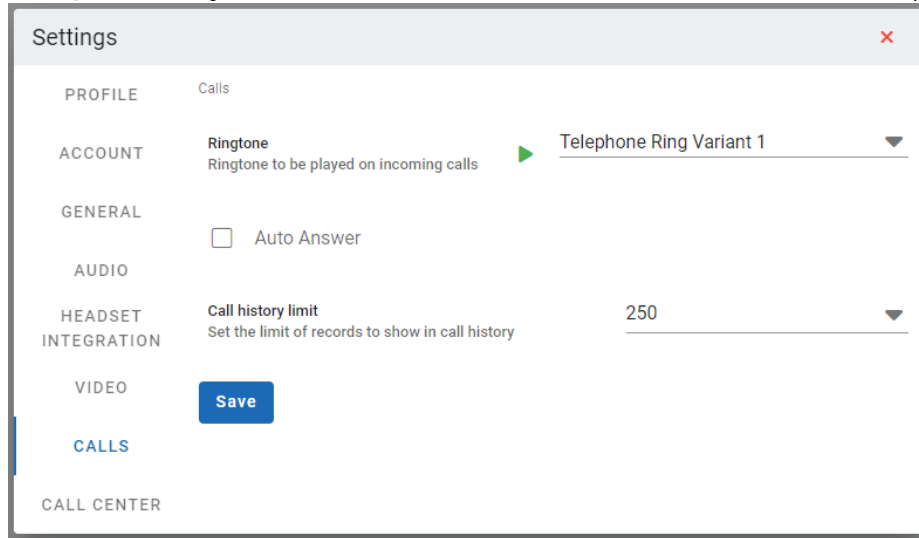 Settings
PROFILE
ACCOUNT
GENERAL
AUDIO
HEADSET
INTEGRATION
VIDEO
CALLS
CALL CENTER
Calls
Ringtone
Ringtone to be played on incoming calls
Telephone Ring Variant 1
Auto Answer
Call history limit
Set the limit of records to show in call history
250
Save